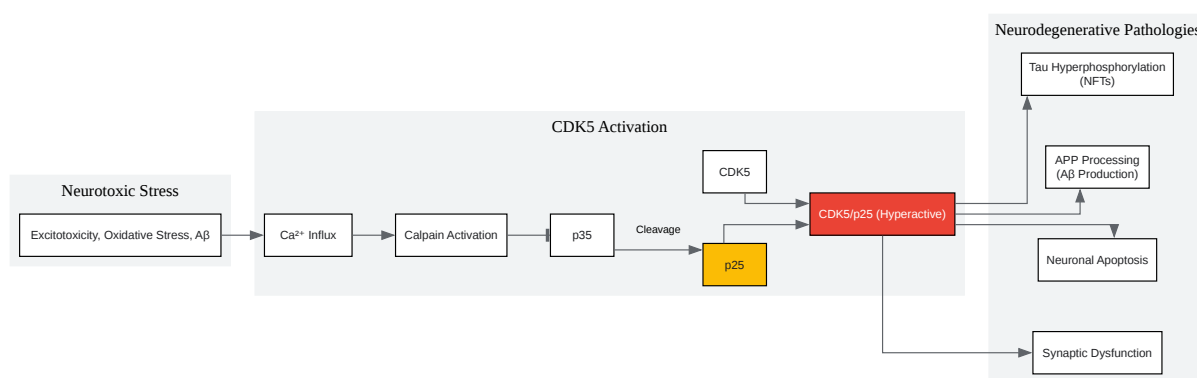 Neurodegenerative Pathologies
Tau Hyperphosphorylation
(NFTs)
CDK5 Activation
APP Processing
(Aβ Production)
CDK5
Neurotoxic Stress
CDK5/p25 (Hyperactive)
Excitotoxicity, Oxidative Stress, Aβ
Ca²⁺ Influx
Calpain Activation
p35
Cleavage
p25
Neuronal Apoptosis
Synaptic Dysfunction